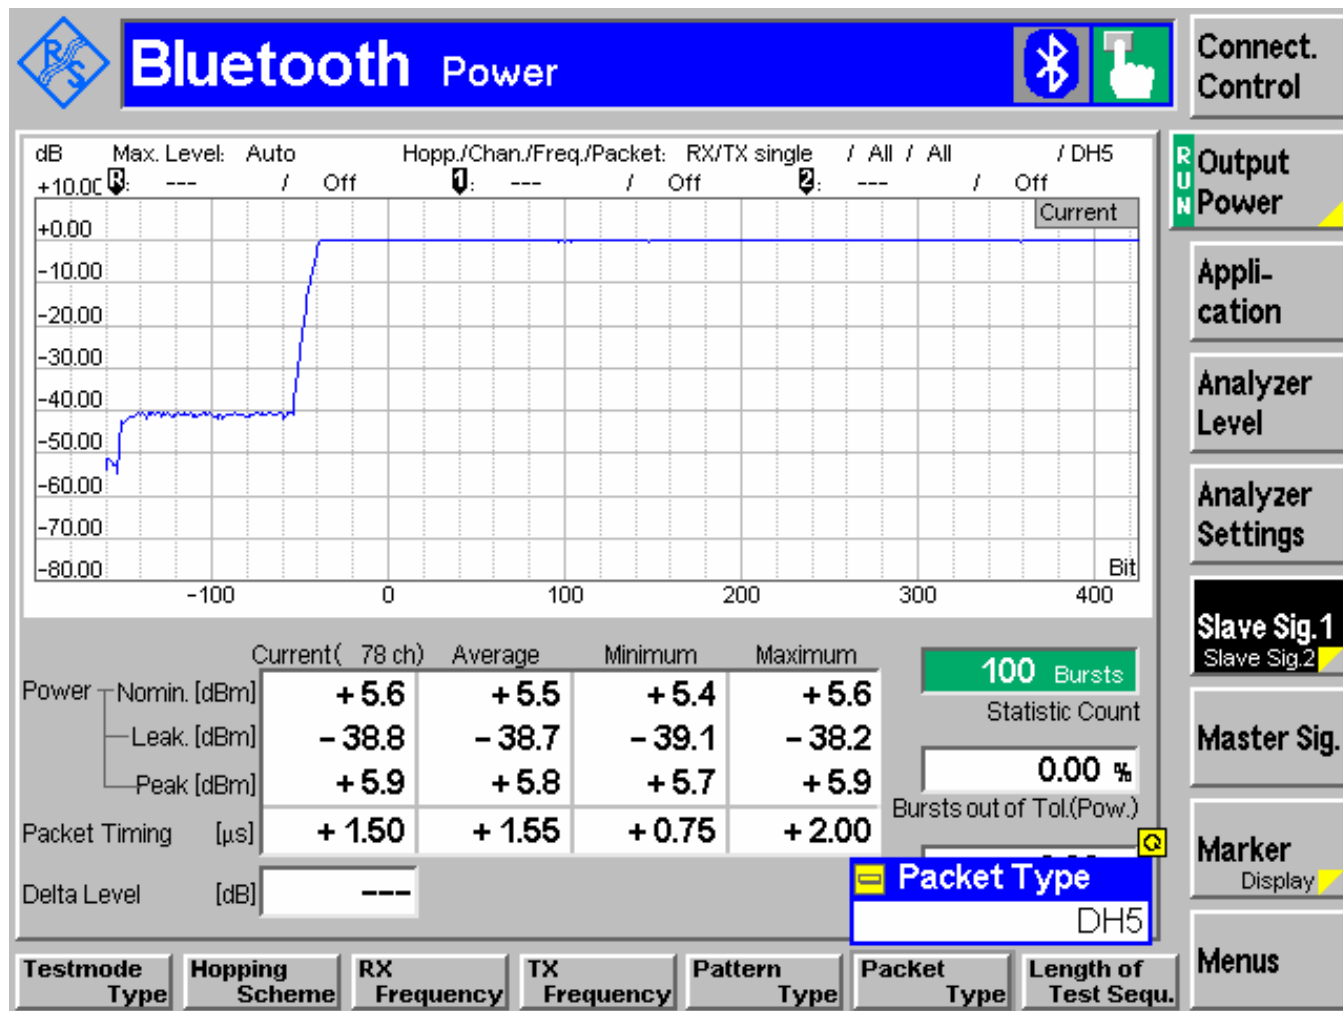 R S
Bluetooth Power
Connect. Control
dB Max. Level: Auto Hopp./Chan./Freq./Packet: RX/TX single / All / All / DH5
R: --- / Off 1: --- / Off 2: --- / Off
+10.00
Current
+0.00
-10.00
-20.00
-30.00
-40.00
-50.00
-60.00
-70.00
-80.00
Bit
-100 0 100 200 300 400
RUN
Output Power
Appli-
cation
Analyzer Level
Analyzer Settings
Slave Sig.1
Slave Sig.2
Master Sig.
Marker
Display
Menus
Current( 78 ch) Average Minimum Maximum
Power Nomin. [dBm] + 5.6 + 5.5 + 5.4 + 5.6
Leak. [dBm] - 38.8 - 38.7 - 39.1 - 38.2
Peak [dBm] + 5.9 + 5.8 + 5.7 + 5.9
Packet Timing [µs] + 1.50 + 1.55 + 0.75 + 2.00
Delta Level [dB] ---
100 Bursts
Statistic Count
0.00 %
Bursts out of Tol.(Pow.)
Packet Type
DH5
Testmode Type
Hopping Scheme
RX Frequency
TX Frequency
Pattern Type
Packet Type
Length of Test Sequ.